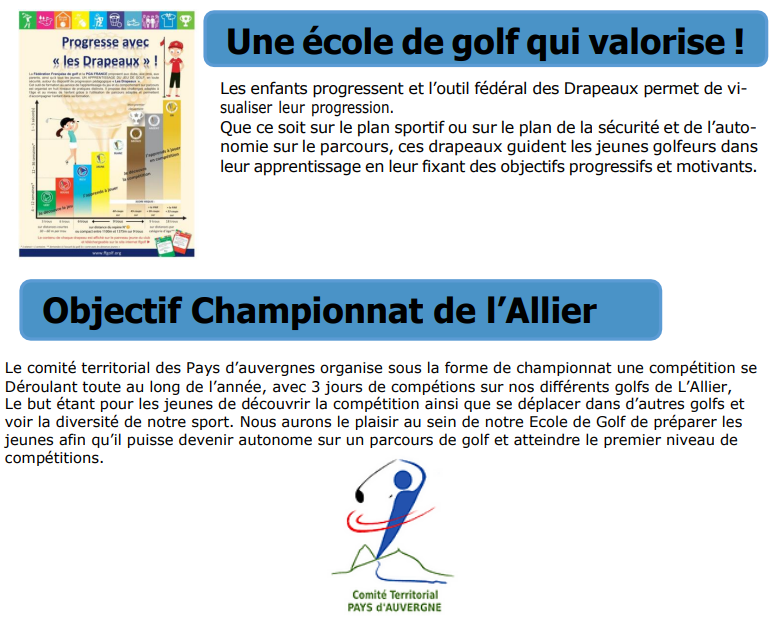 Progresse avec
« les Drapeaux » !
www.ffgolf.org
Une école de golf qui valorise !
Les enfants progressent et l’outil fédéral des Drapeaux permet de vi-
sualiser leur progression.
Que ce soit sur le plan sportif ou sur le plan de la sécurité et de l’auto-
nomie sur le parcours, ces drapeaux guident les jeunes golfeurs dans
leur apprentissage en leur fixant des objectifs progressifs et motivants.
Objectif Championnat de l’Allier
Le comité territorial des Pays d’auvergnes organise sous la forme de championnat une compétition se
Déroulant toute au long de l’année, avec 3 jours de compétions sur nos différents golfs de L’Allier,
Le but étant pour les jeunes de découvrir la compétition ainsi que se déplacer dans d’autres golfs et
voir la diversité de notre sport. Nous aurons le plaisir au sein de notre Ecole de Golf de préparer les
jeunes afin qu’il puisse devenir autonome sur un parcours de golf et atteindre le premier niveau de
compétitions.
Comité Territorial
PAYS d'AUVERGNE